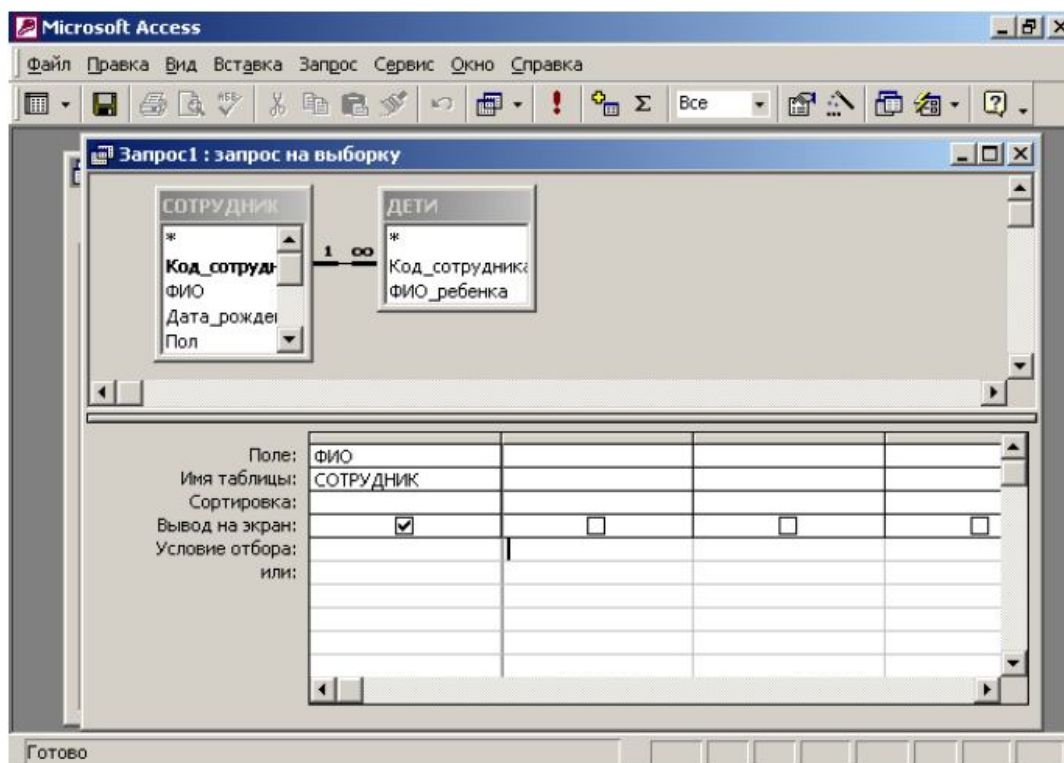 Microsoft Access
Файл Правка Вид Вставка Запрос Сервис Окно Справка
Все
Запрос1 : запрос на выборку
СОТРУДНИК ДЕТИ
* *
1 ∞
Код_сотрудн Код_сотрудника
ФИО ФИО_ребенка
Дата_рожден
Пол
Поле: ФИО
Имя таблицы: СОТРУДНИК
Сортировка:
Вывод на экран:
Условие отбора:
или:
Готово